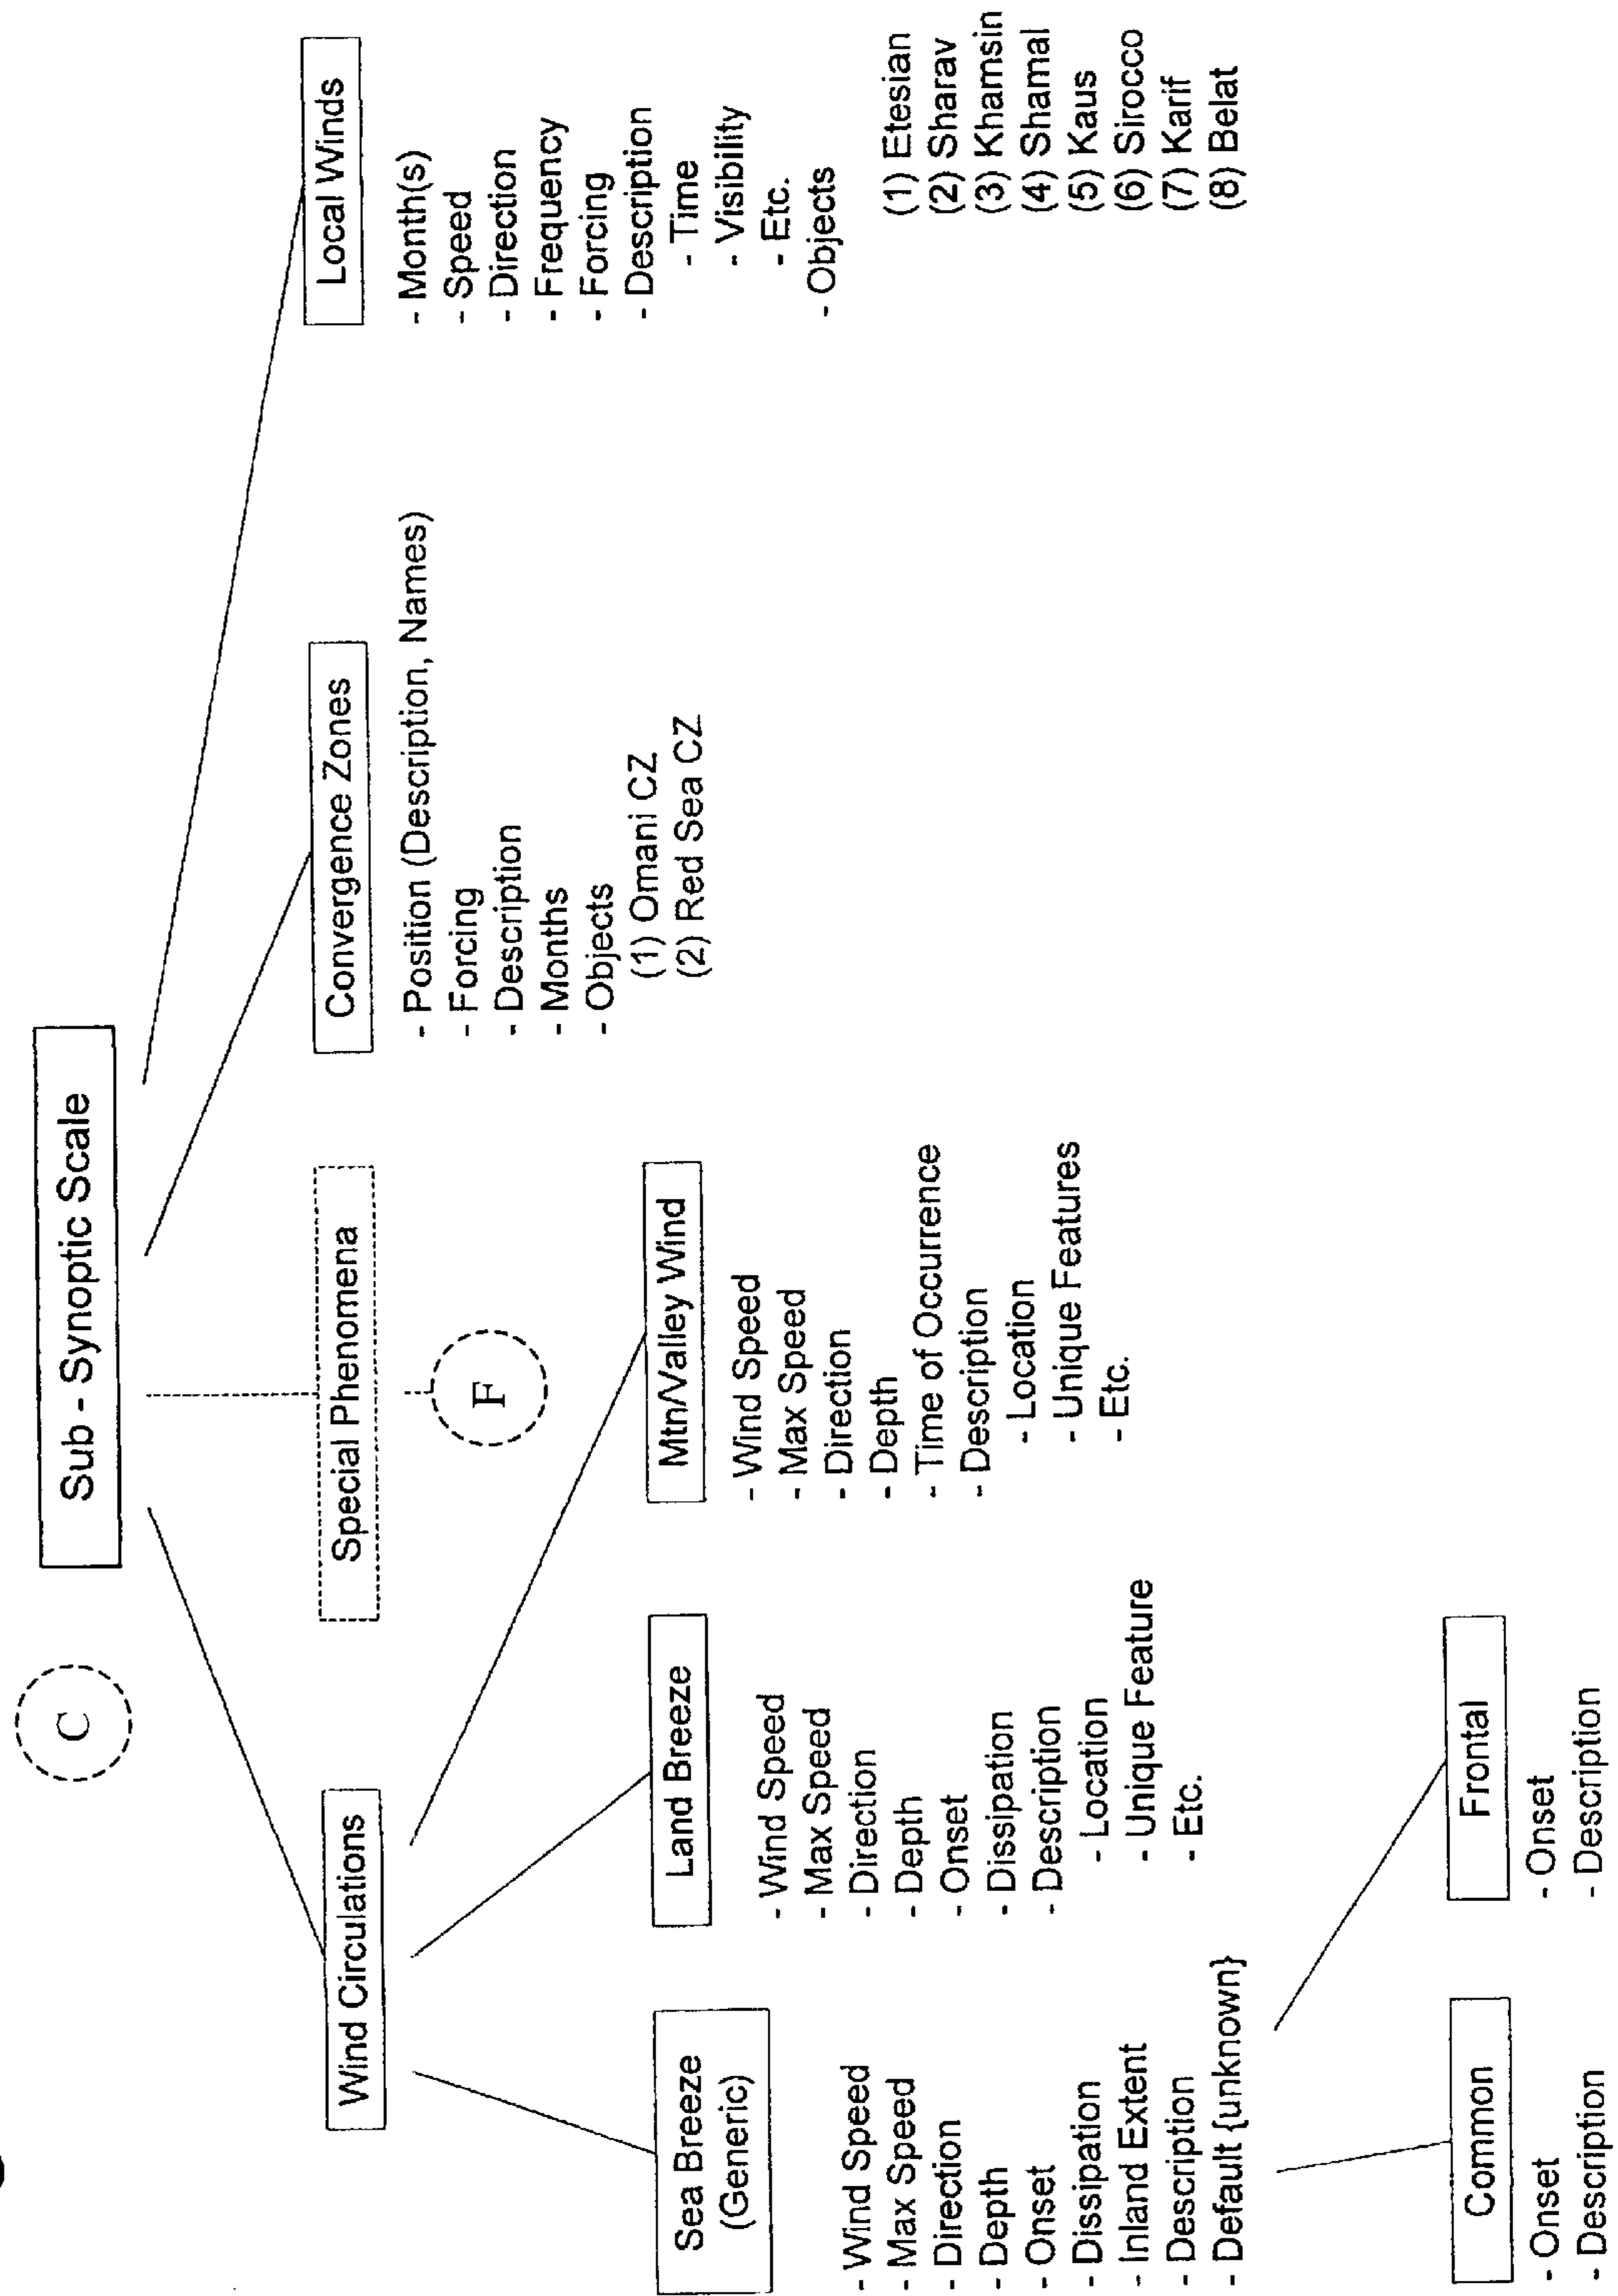 C
Sub - Synoptic Scale
Wind Circulations
Special Phenomena
F
Convergence Zones
- Position (Description, Names)
- Forcing
- Description
- Months
- Objects
(1) Omani CZ
(2) Red Sea CZ
Local Winds
- Month(s)
- Speed
- Direction
- Frequency
- Forcing
- Description
- Time
- Visibility
- Etc.
- Objects
(1) Etesian
(2) Sharav
(3) Khamsin
(4) Shamal
(5) Kaus
(6) Sirocco
(7) Karif
(8) Belat
Sea Breeze
(Generic)
- Wind Speed
- Max Speed
- Direction
- Depth
- Onset
- Dissipation
- Inland Extent
- Description
- Default {unknown}
Land Breeze
- Wind Speed
- Max Speed
- Direction
- Depth
- Onset
- Dissipation
- Description
- Location
- Unique Feature
- Etc.
Mtn/Valley Wind
- Wind Speed
- Max Speed
- Direction
- Depth
- Time of Occurrence
- Description
- Location
- Unique Features
- Etc.
Common
- Onset
- Description
Frontal
- Onset
- Description